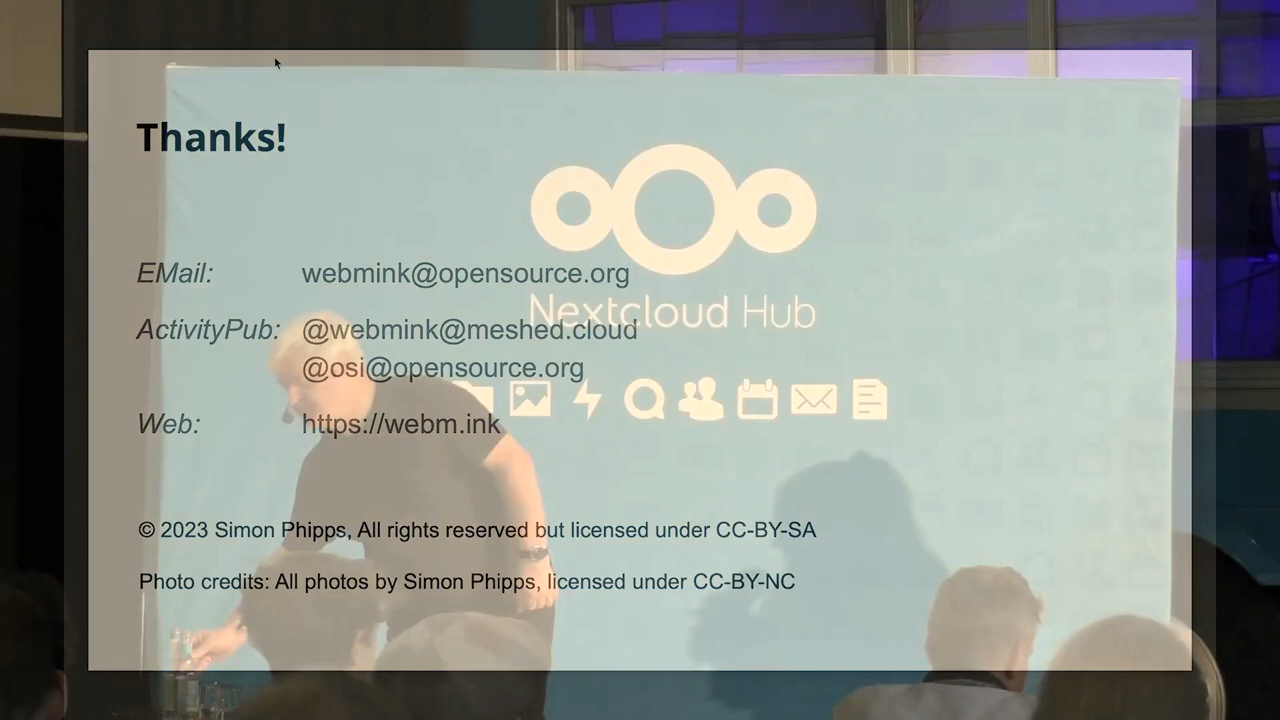 Thanks!
EMail: webmink@opensource.org
Nextcloud Hub
ActivityPub: @webmink@meshed.cloud
@osi@opensource.org
Web: https://webm.ink
© 2023 Simon Phipps, All rights reserved but licensed under CC-BY-SA
Photo credits: All photos by Simon Phipps, licensed under CC-BY-NC